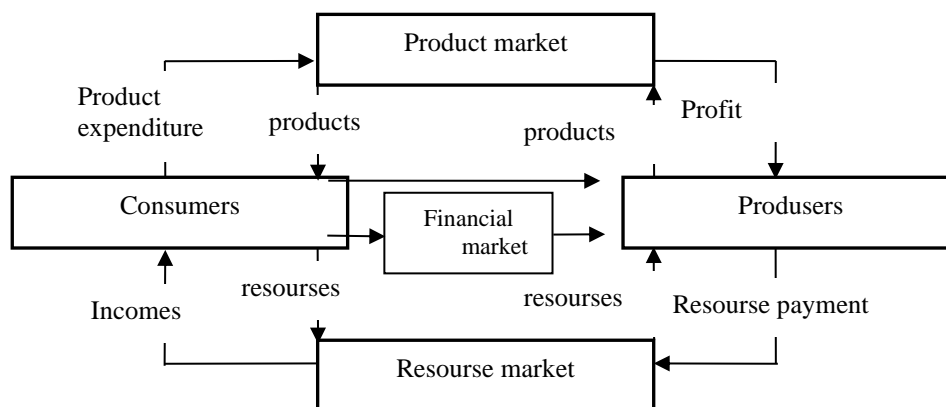 Product market
Product
expenditure
products
products
Profit
Consumers
Financial
market
Produsers
Incomes
resourses
resourses
Resourse payment
Resourse market